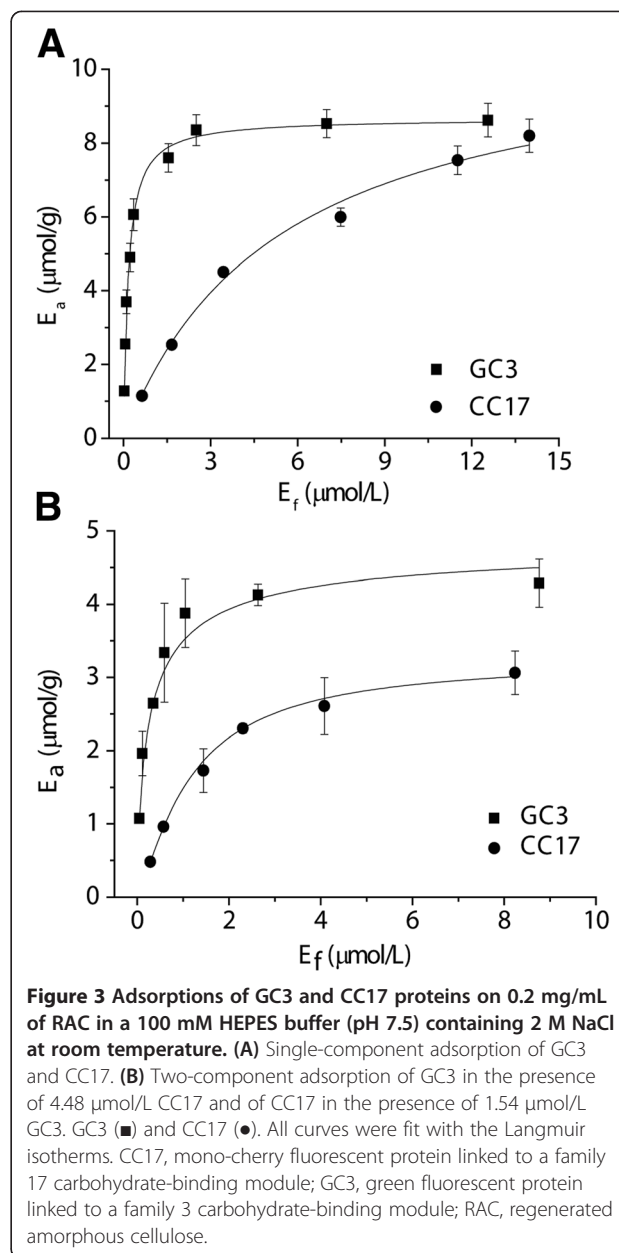 A
10
8
6
4
2
0
E_a (μmol/g)
■ GC3
● CC17
0 3 6 9 12 15
E_f (μmol/L)
B
5
4
3
2
1
0
E_a (μmol/g)
■ GC3
● CC17
0 2 4 6 8 10
E_f (μmol/L)
Figure 3 Adsorptions of GC3 and CC17 proteins on 0.2 mg/mL
of RAC in a 100 mM HEPES buffer (pH 7.5) containing 2 M NaCl
at room temperature. (A) Single-component adsorption of GC3
and CC17. (B) Two-component adsorption of GC3 in the presence
of 4.48 μmol/L CC17 and of CC17 in the presence of 1.54 μmol/L
GC3. GC3 (■) and CC17 (●). All curves were fit with the Langmuir
isotherms. CC17, mono-cherry fluorescent protein linked to a family
17 carbohydrate-binding module; GC3, green fluorescent protein
linked to a family 3 carbohydrate-binding module; RAC, regenerated
amorphous cellulose.